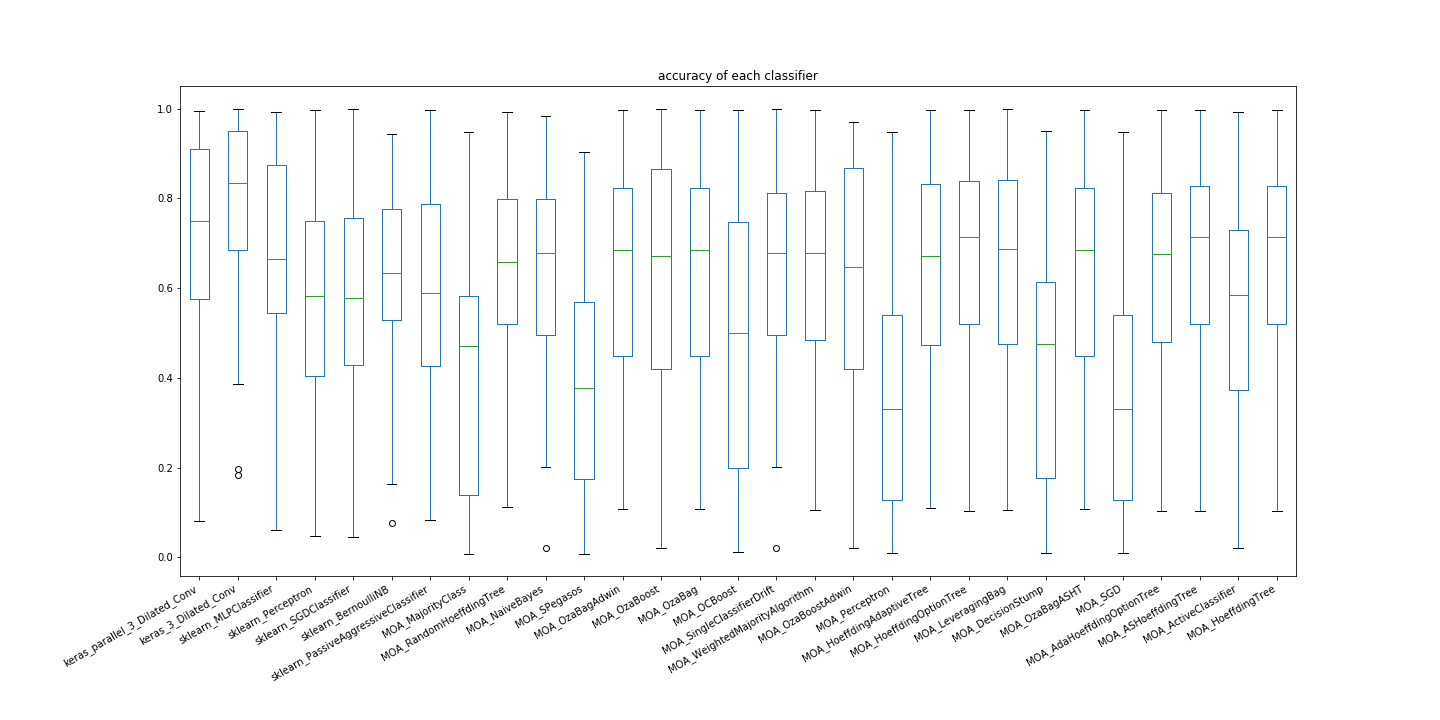 accuracy of each classifier
1.0
0.8
0.6
0.4
0.2
0.0
keras_parallel_3_Dilated_Conv
keras_3_Dilated_Conv
sklearn_MLPClassifier
sklearn_Perceptron
sklearn_SGDClassifier
sklearn_BernoulliNB
sklearn_PassiveAggressiveClassifier
MOA_MajorityClass
MOA_RandomHoeffdingTree
MOA_NaiveBayes
MOA_SPegasos
MOA_OzaBagAdwin
MOA_OzaBoost
MOA_OzaBag
MOA_OCBoost
MOA_SingleClassifierDrift
MOA_WeightedMajorityAlgorithm
MOA_OzaBoostAdwin
MOA_Perceptron
MOA_HoeffdingAdaptiveTree
MOA_HoeffdingOptionTree
MOA_LeveragingBag
MOA_DecisionStump
MOA_OzaBagASHT
MOA_SGD
MOA_AdaHoeffdingOptionTree
MOA_ASHoeffdingTree
MOA_ActiveClassifier
MOA_HoeffdingTree